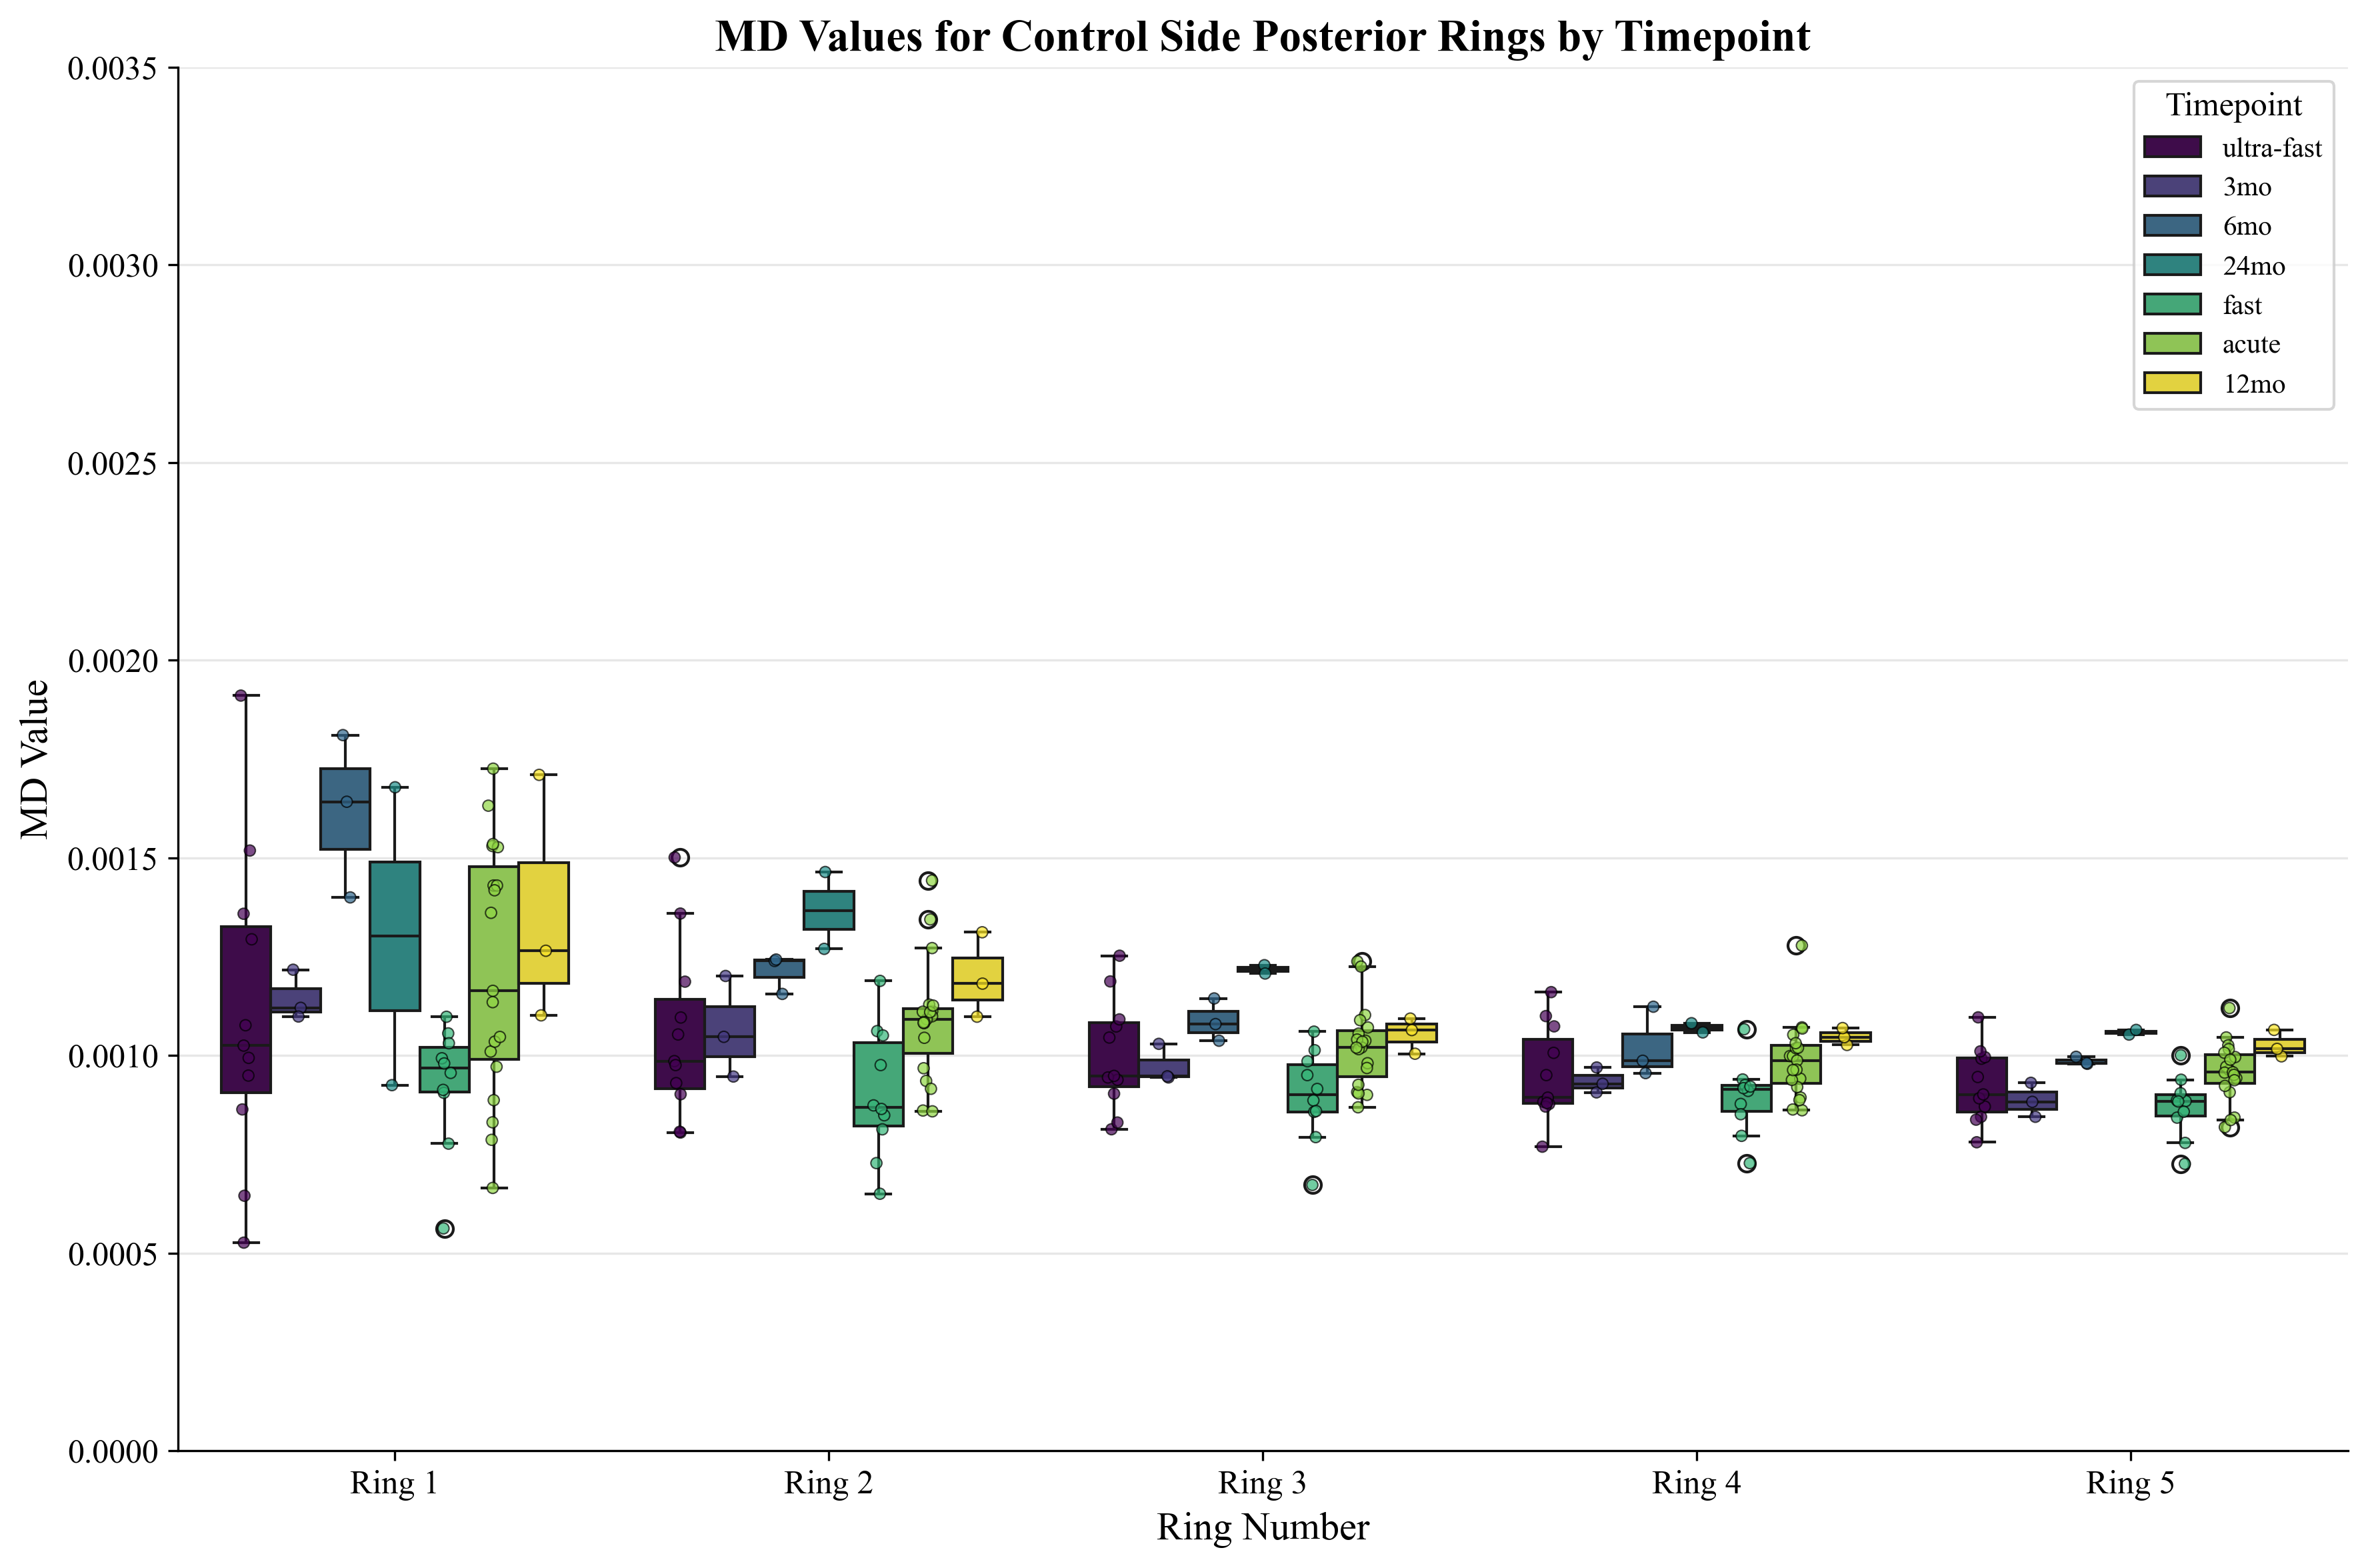 MD Values for Control Side Posterior Rings by Timepoint
0.0035
0.0030
0.0025
0.0020
0.0015
0.0010
0.0005
0.0000
MD Value
Timepoint
ultra-fast
3mo
6mo
24mo
fast
acute
12mo
Ring 1
Ring 2
Ring 3
Ring 4
Ring 5
Ring Number